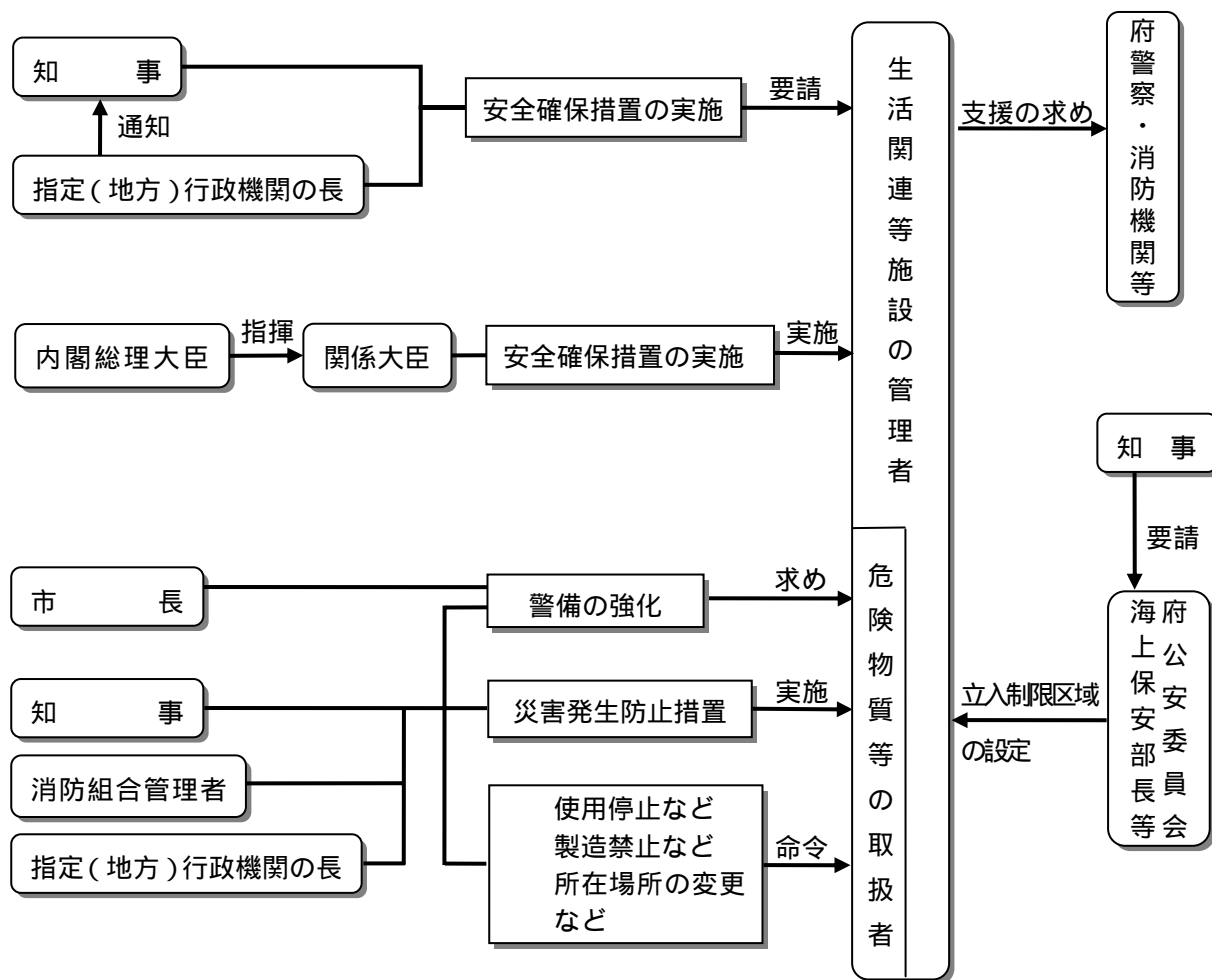 知　　　事
通知
指定(地方)行政機関の長
安全確保措置の実施
要請
内閣総理大臣
指揮
関係大臣
安全確保措置の実施
実施
市　　　長
警備の強化
求め
知　　　事
災害発生防止措置
実施
消防組合管理者
指定(地方)行政機関の長
使用停止など
製造禁止など
所在場所の変更
など
命令
生活関連等施設の管理者
危険物質等の取扱者
支援の求め
府警察・消防機関等
知　事
要請
府公安委員会
海上保安部長等
立入制限区域
の設定